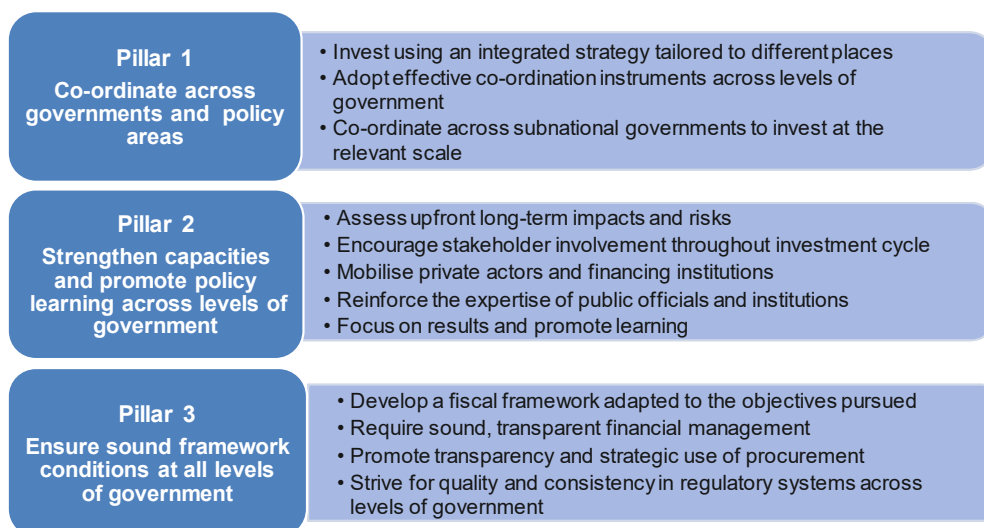 Pillar 1
Co-ordinate across
governments and policy
areas
• Invest using an integrated strategy tailored to different places
• Adopt effective co-ordination instruments across levels of
government
• Co-ordinate across subnational governments to invest at the
relevant scale
Pillar 2
Strengthen capacities
and promote policy
learning across levels of
government
• Assess upfront long-term impacts and risks
• Encourage stakeholder involvement throughout investment cycle
• Mobilise private actors and financing institutions
• Reinforce the expertise of public officials and institutions
• Focus on results and promote learning
Pillar 3
Ensure sound framework
conditions at all levels
of government
• Develop a fiscal framework adapted to the objectives pursued
• Require sound, transparent financial management
• Promote transparency and strategic use of procurement
• Strive for quality and consistency in regulatory systems across
levels of government